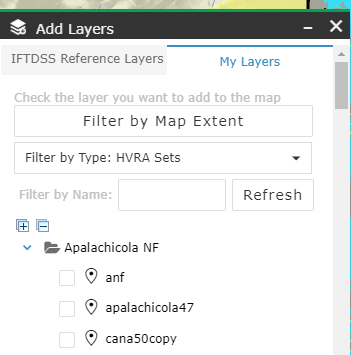 Add Layers
IFTDSS Reference Layers
My Layers
Check the layer you want to add to the map
Filter by Map Extent
Filter by Type: HVRA Sets
Filter by Name:
Refresh
Apalachicola NF
anf
apalachicola47
cana50copy